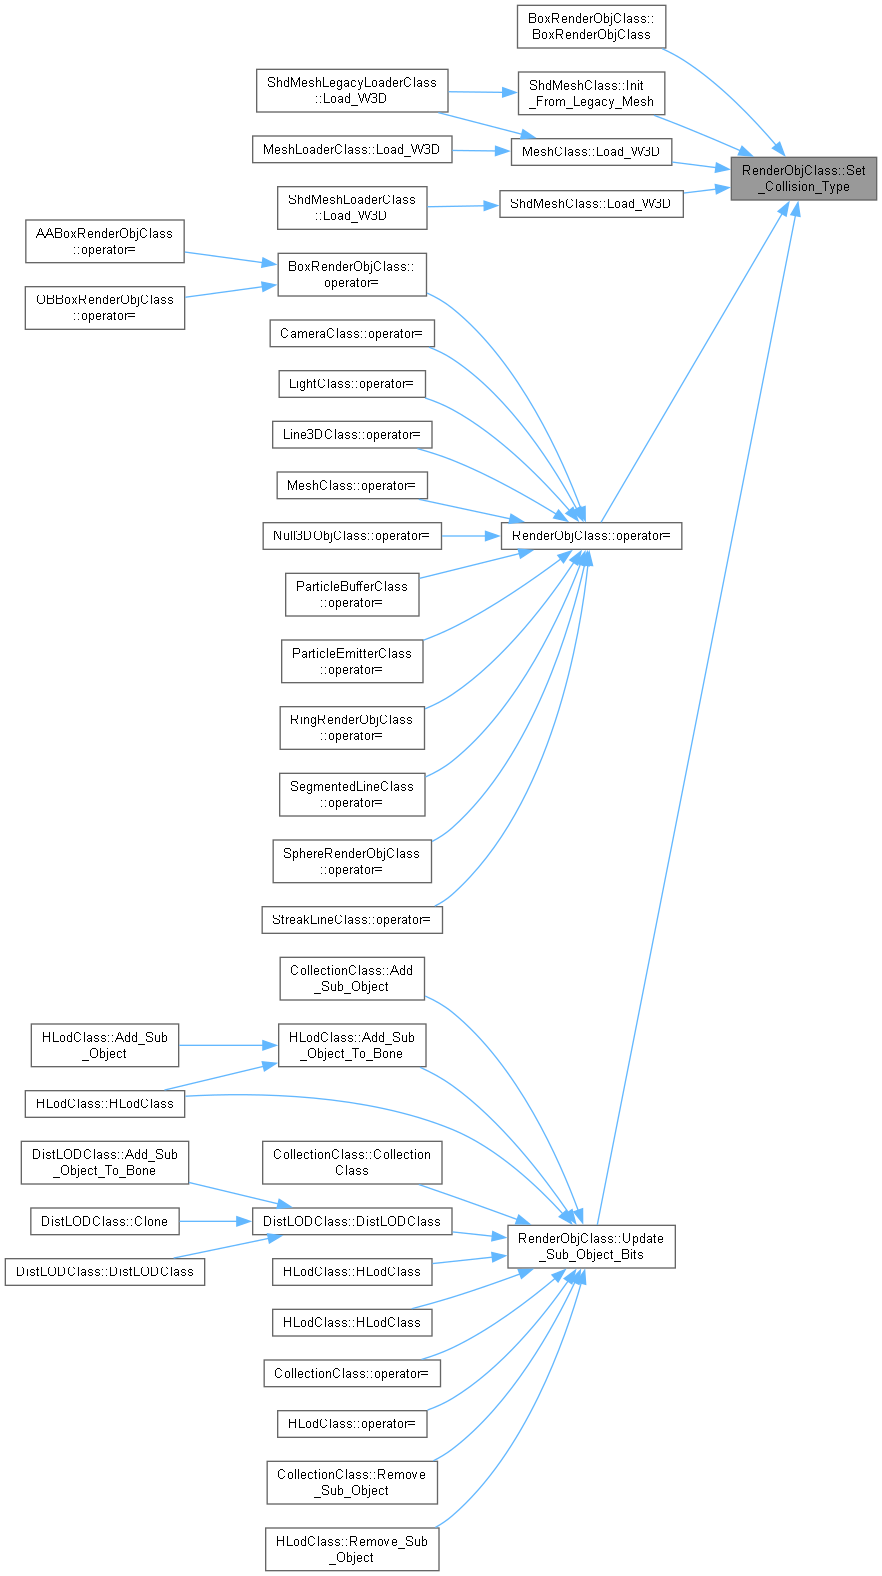 BoxRenderObjClass::
BoxRenderObjClass
ShdMeshLegacyLoaderClass
::Load_W3D
ShdMeshClass::Init
_From_Legacy_Mesh
MeshLoaderClass::Load_W3D
MeshClass::Load_W3D
RenderObjClass::Set
_Collision_Type
ShdMeshLoaderClass
::Load_W3D
ShdMeshClass::Load_W3D
AABoxRenderObjClass
::operator=
BoxRenderObjClass::
operator=
OBBoxRenderObjClass
::operator=
CameraClass::operator=
LightClass::operator=
Line3DClass::operator=
MeshClass::operator=
Null3DObjClass::operator=
RenderObjClass::operator=
ParticleBufferClass
::operator=
ParticleEmitterClass
::operator=
RingRenderObjClass
::operator=
SegmentedLineClass
::operator=
SphereRenderObjClass
::operator=
StreakLineClass::operator=
CollectionClass::Add
_Sub_Object
HLodClass::Add_Sub
_Object
HLodClass::Add_Sub
_Object_To_Bone
HLodClass::HLodClass
DistLODClass::Add_Sub
_Object_To_Bone
CollectionClass::Collection
Class
DistLODClass::Clone
DistLODClass::DistLODClass
RenderObjClass::Update
_Sub_Object_Bits
DistLODClass::DistLODClass
HLodClass::HLodClass
HLodClass::HLodClass
CollectionClass::operator=
HLodClass::operator=
CollectionClass::Remove
_Sub_Object
HLodClass::Remove_Sub
_Object